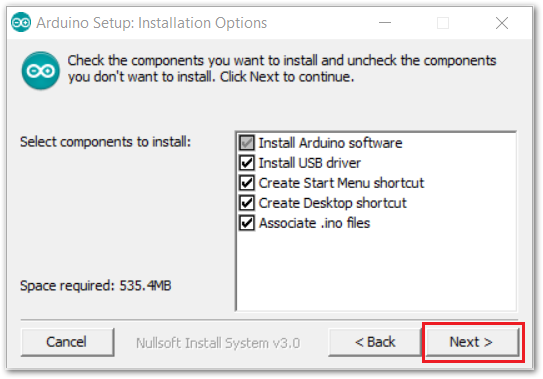 Arduino Setup: Installation Options
Check the components you want to install and uncheck the components
you don't want to install. Click Next to continue.
Select components to install:
Install Arduino software
Install USB driver
Create Start Menu shortcut
Create Desktop shortcut
Associate .ino files
Space required: 535.4MB
Cancel
Nullsoft Install System v3.0
< Back
Next >